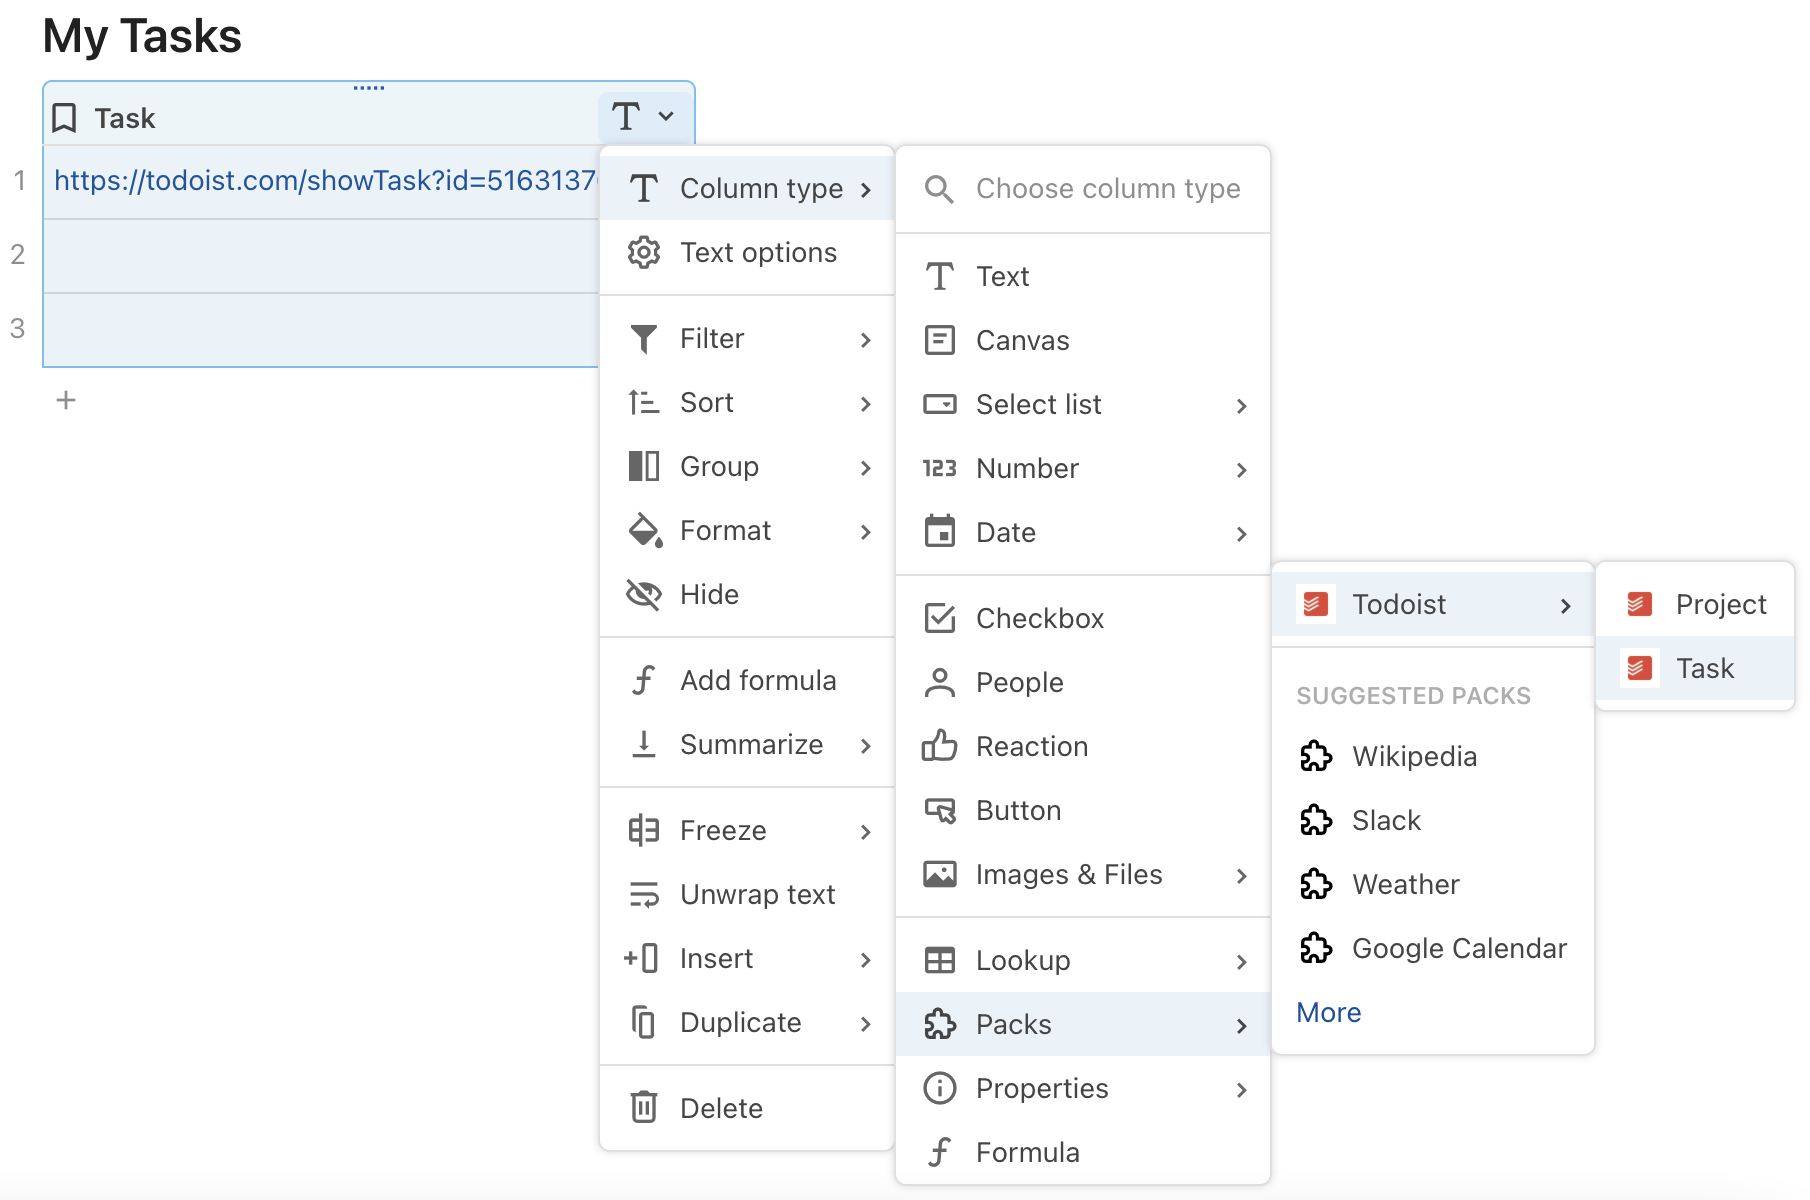 My Tasks
Task
1
https://todoist.com/showTask?id=5163137
2
3
+
Column type
Text options
Filter
Sort
Group
Format
Hide
Add formula
Summarize
Freeze
Unwrap text
Insert
Duplicate
Delete
Choose column type
Text
Canvas
Select list
123 Number
Date
Checkbox
People
Reaction
Button
Images & Files
Lookup
Packs
Properties
Formula
Todoist
SUGGESTED PACKS
Wikipedia
Slack
Weather
Google Calendar
More
Project
Task